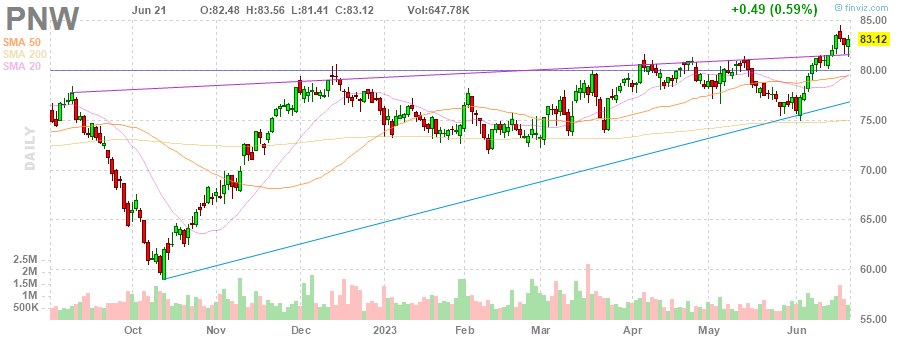 PNW Jun 21 O:82.48 H:83.56 L:81.41 C:83.12 Vol:647.78K +0.49 (0.59%) © finviz.com
SMA 50
SMA 200
SMA 20
DAILY
85.00
83.12
80.00
75.00
70.00
65.00
60.00
55.00
2.5M
2M
1.5M
1M
500K
Oct Nov Dec 2023 Feb Mar Apr May Jun